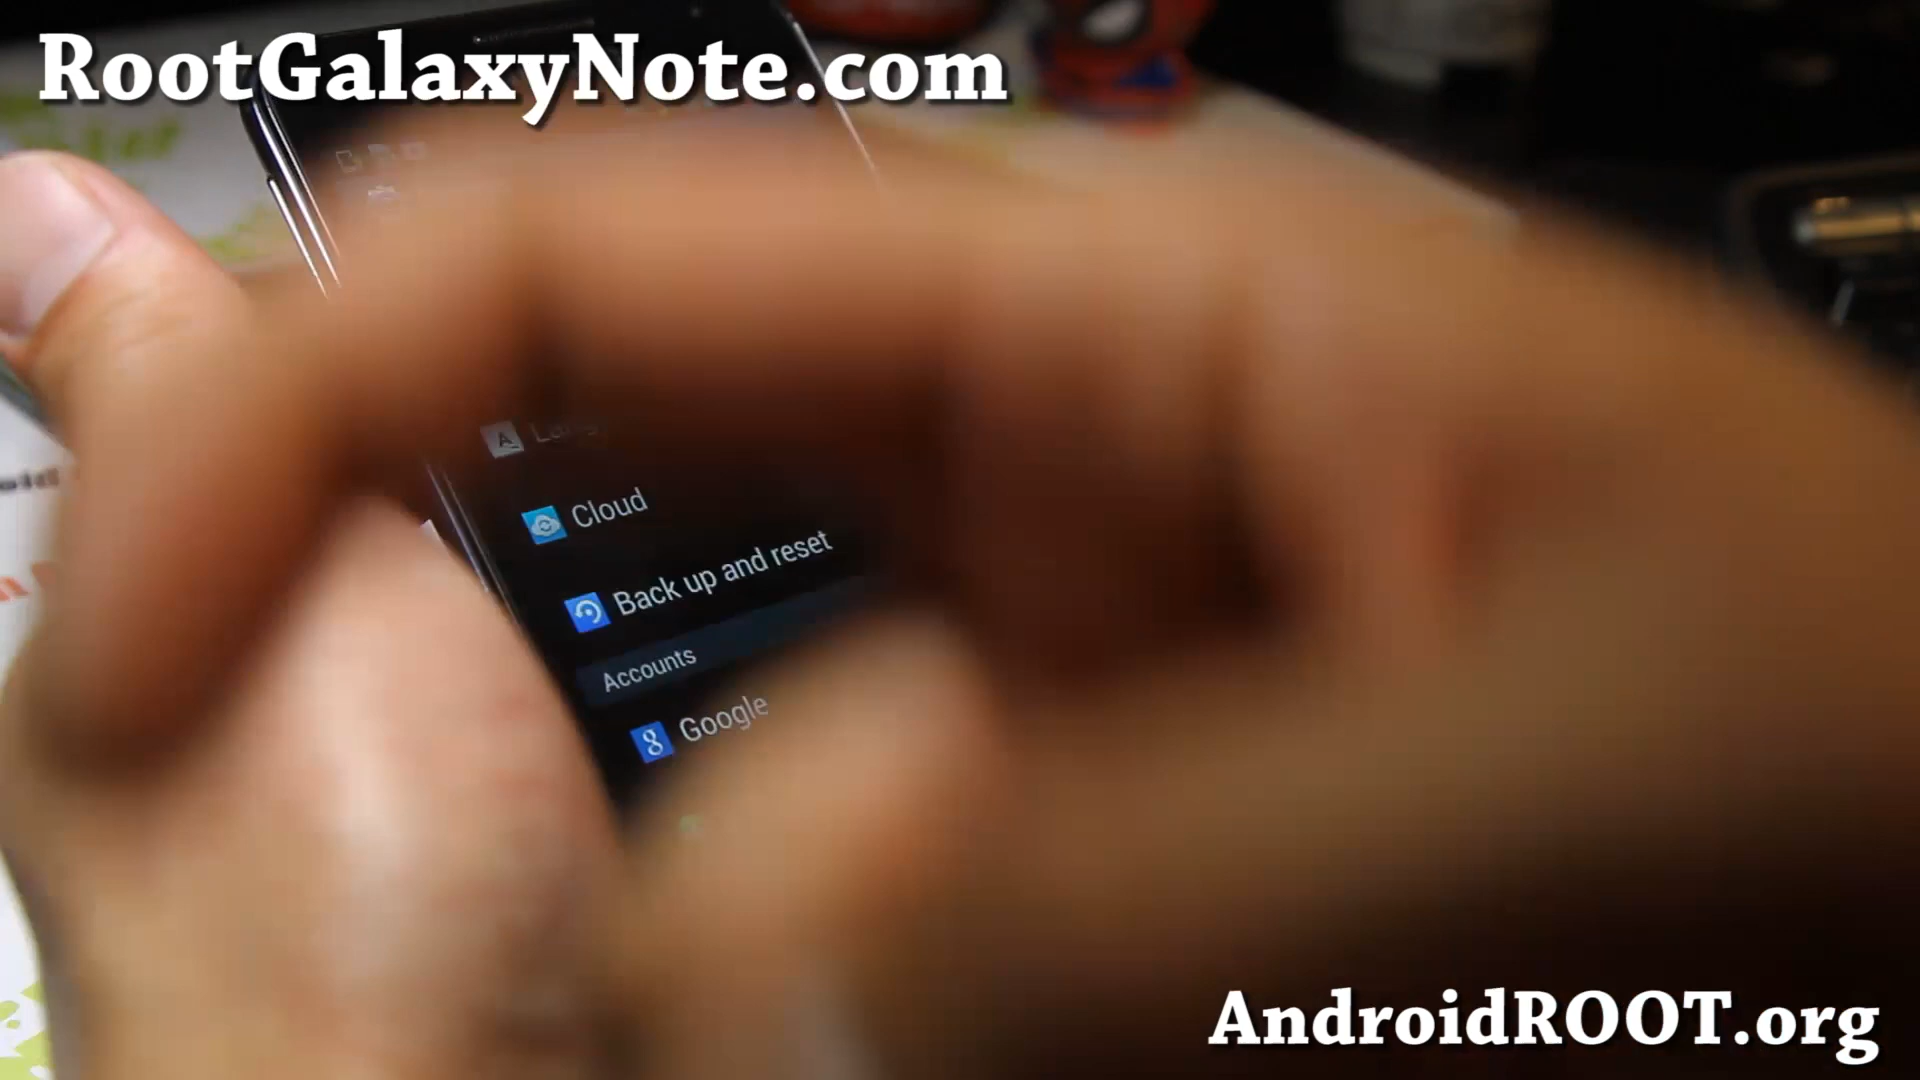 RootGalaxyNote.com
Cloud
Back up and reset
Accounts
Google
AndroidROOT.org